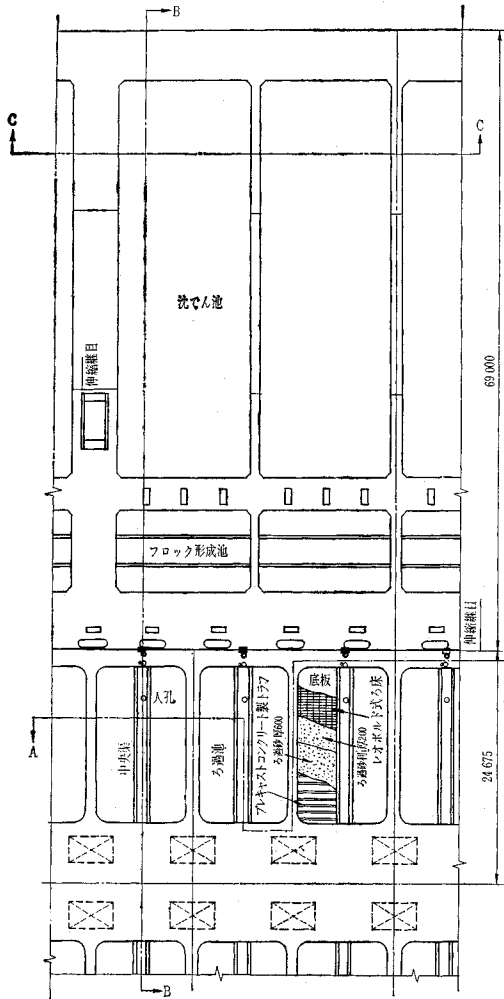 B
C
C
沈でん池
伸縮継目
69 000
フロック形成池
伸縮継目
人孔
底板
A
中央渠
ろ過池
プレキャストコンクリート製トラフ
ろ過砂厚600
ろ過砂利厚200
レオポルド式ろ床
24 675
B